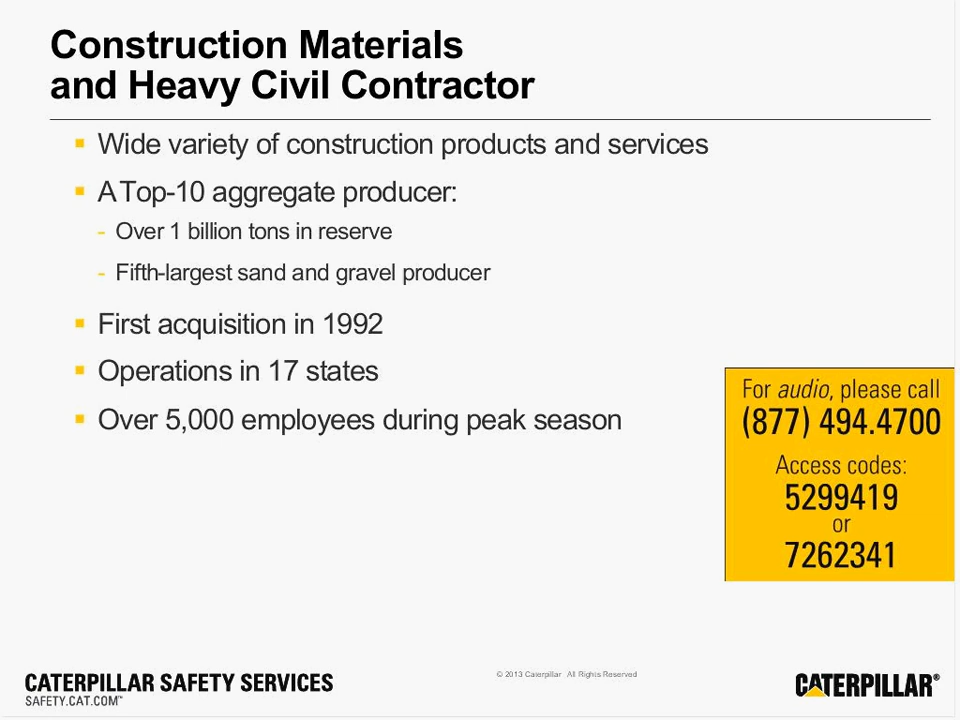 Construction Materials
and Heavy Civil Contractor
Wide variety of construction products and services
A Top-10 aggregate producer:
- Over 1 billion tons in reserve
- Fifth-largest sand and gravel producer
First acquisition in 1992
Operations in 17 states
Over 5,000 employees during peak season
For audio, please call
(877) 494.4700
Access codes:
5299419
or
7262341
CATERPILLAR SAFETY SERVICES
SAFETY.CAT.COM™
© 2013 Caterpillar All Rights Reserved
CATERPILLAR®